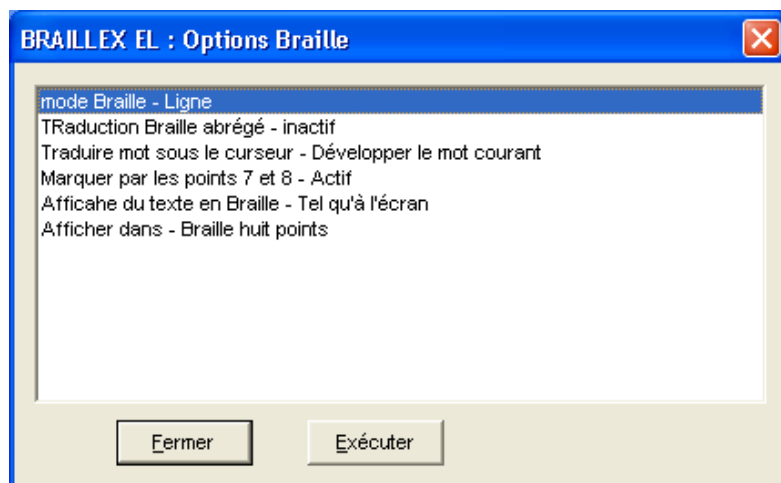 BRAILLEX EL : Options Braille
mode Braille - Ligne
TRaduction Braille abrégé - inactif
Traduire mot sous le curseur - Développer le mot courant
Marquer par les points 7 et 8 - Actif
Afficahe du texte en Braille - Tel qu'à l'écran
Afficher dans - Braille huit points
Fermer
Exécuter